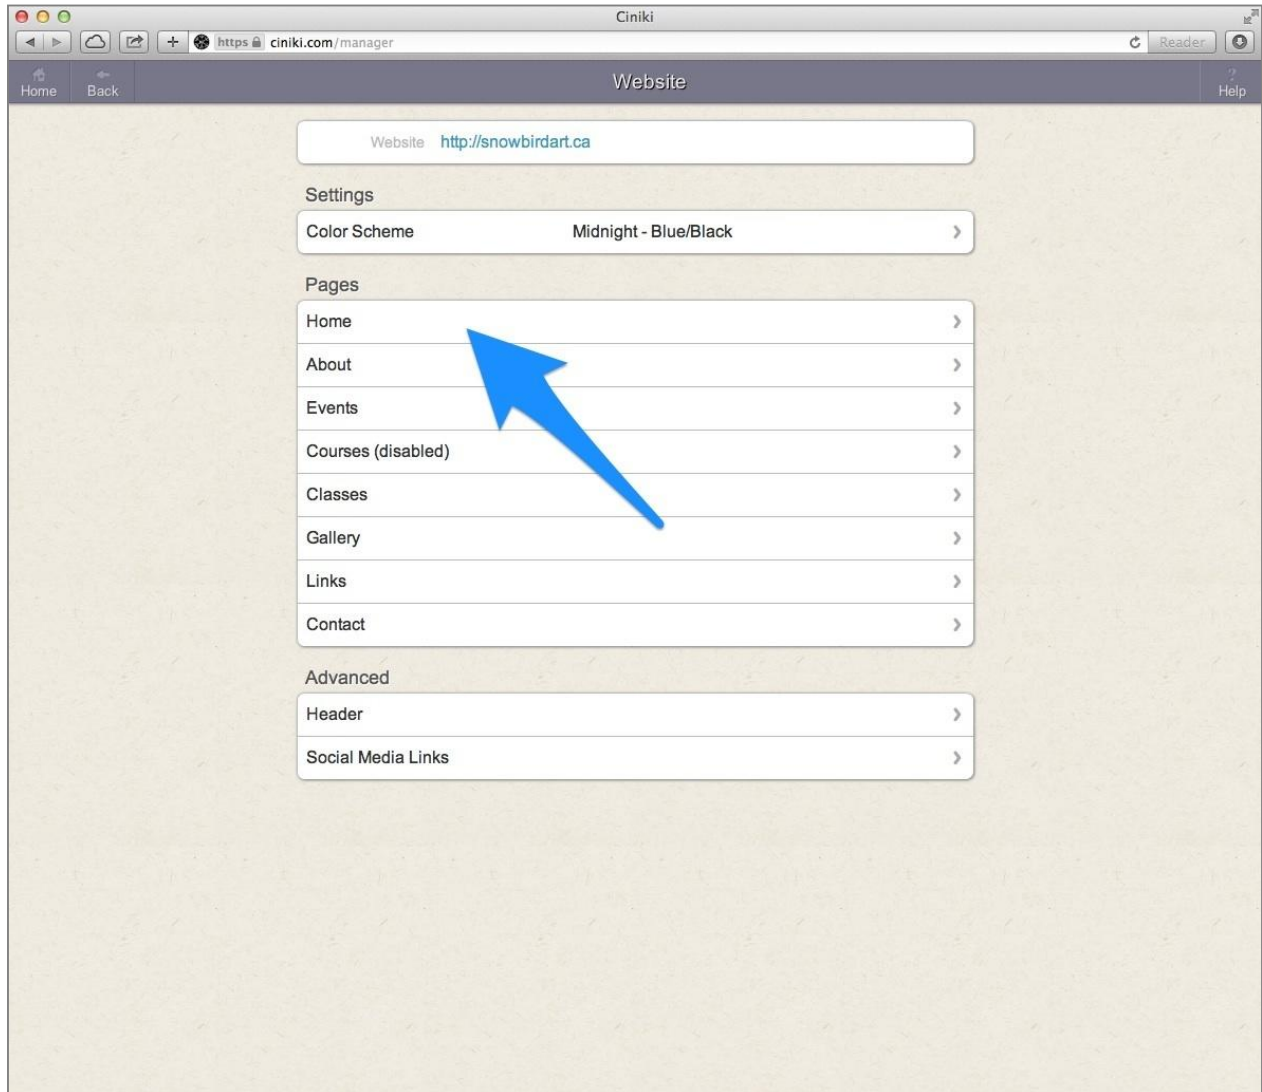 Ciniki
https ciniki.com/manager
Reader
Home Back Website ? Help
Website http://snowbirdart.ca
Settings
Color Scheme Midnight - Blue/Black
Pages
Home
About
Events
Courses (disabled)
Classes
Gallery
Links
Contact
Advanced
Header
Social Media Links